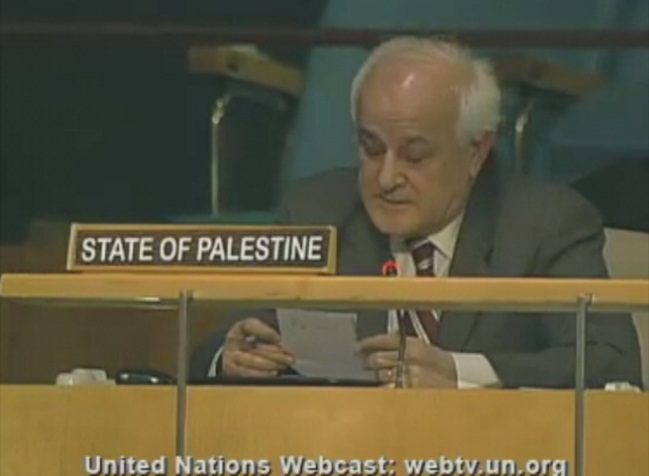 STATE OF PALESTINE
United Nations Webcast: webtv.un.org